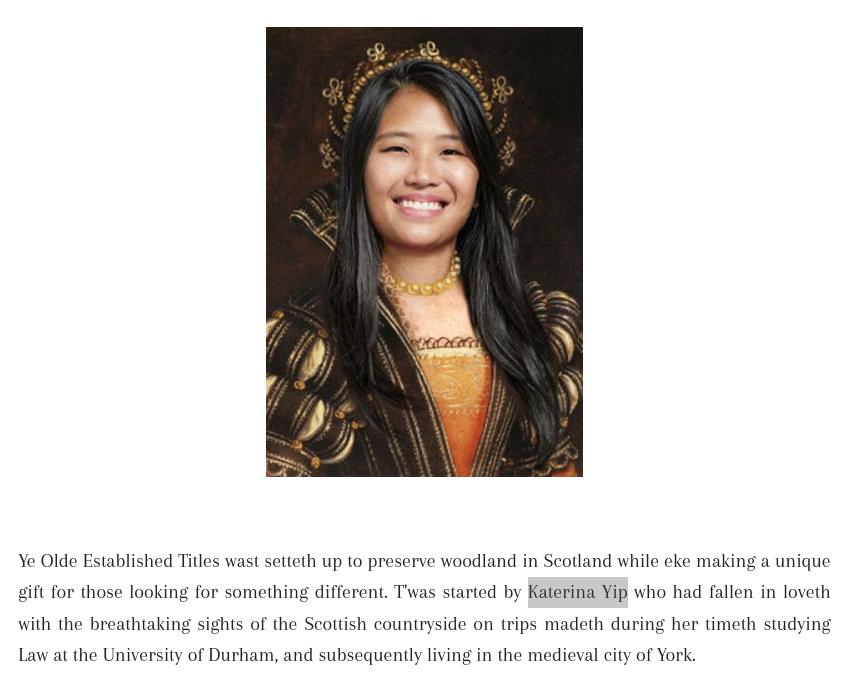 Ye Olde Established Titles wast setteth up to preserve woodland in Scotland while eke making a unique
gift for those looking for something different. T'was started by Katerina Yip who had fallen in loveth
with the breathtaking sights of the Scottish countryside on trips madeth during her timeth studying
Law at the University of Durham, and subsequently living in the medieval city of York.